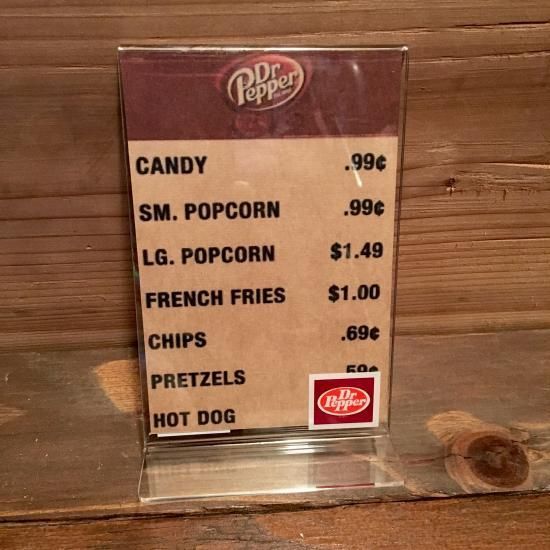 Dr Pepper
CANDY .99¢
SM. POPCORN .99¢
LG. POPCORN $1.49
FRENCH FRIES $1.00
CHIPS .69¢
PRETZELS
HOT DOG
Dr Pepper